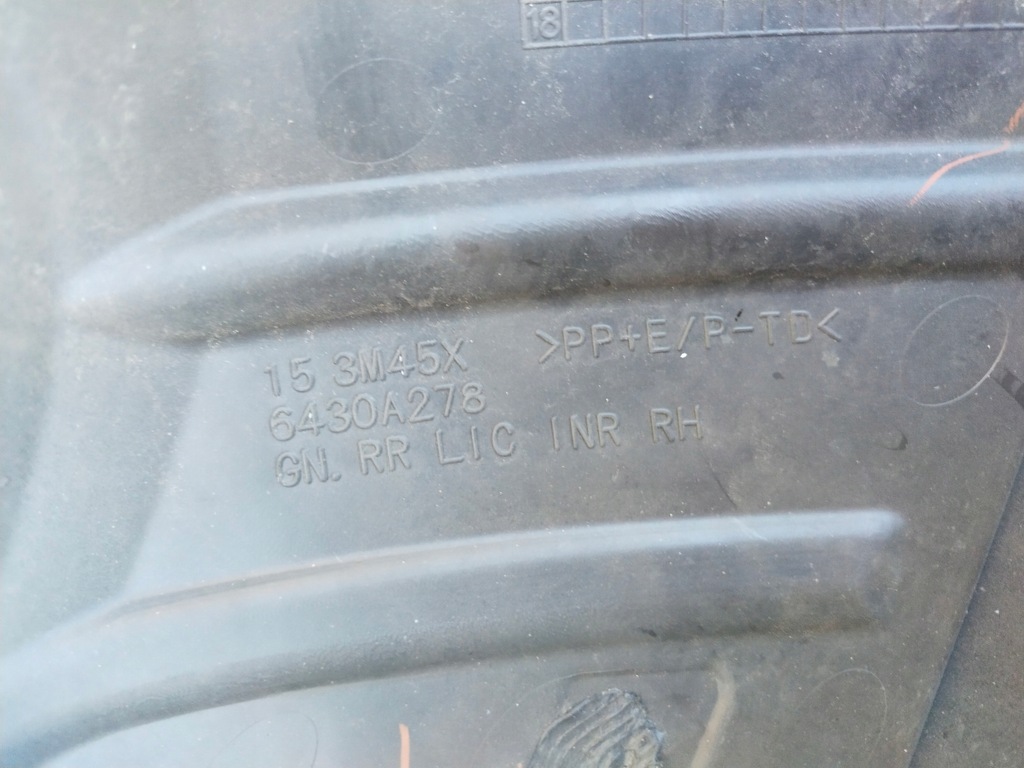 18
15 3M45X >PP+E/P-TD<
6430A278
GN. RR LIC INR RH